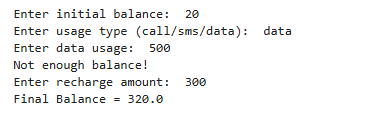 Enter initial balance:  20
Enter usage type (call/sms/data):  data
Enter data usage:  500
Not enough balance!
Enter recharge amount:  300
Final Balance = 320.0